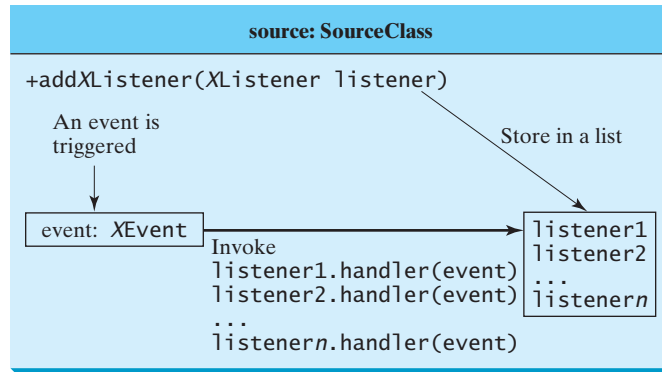 source: SourceClass
+addXListener(XListener listener)
An event is
triggered
Store in a list
event: XEvent
listener1
listener2
...
listenern
Invoke
listener1.handler(event)
listener2.handler(event)
...
listenern.handler(event)